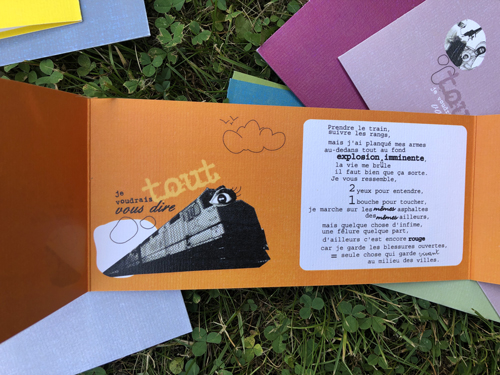 je
voudrais
tout
vous dire
Prendre le train,
suivre les rangs,
mais j'ai planqué mes armes
au-dedans tout au fond
explosion imminente,
la vie me brûle
il faut bien que ça sorte.
Je vous ressemble,
2 yeux pour entendre,
1 bouche pour toucher,
je marche sur les mêmes asphaltes
des mêmes ailleurs,
mais quelque chose d'infime,
une fêlure quelque part,
d'ailleurs c'est encore rouge
car je garde les blessures ouvertes,
= seule chose qui garde vivant
au milieu des villes.